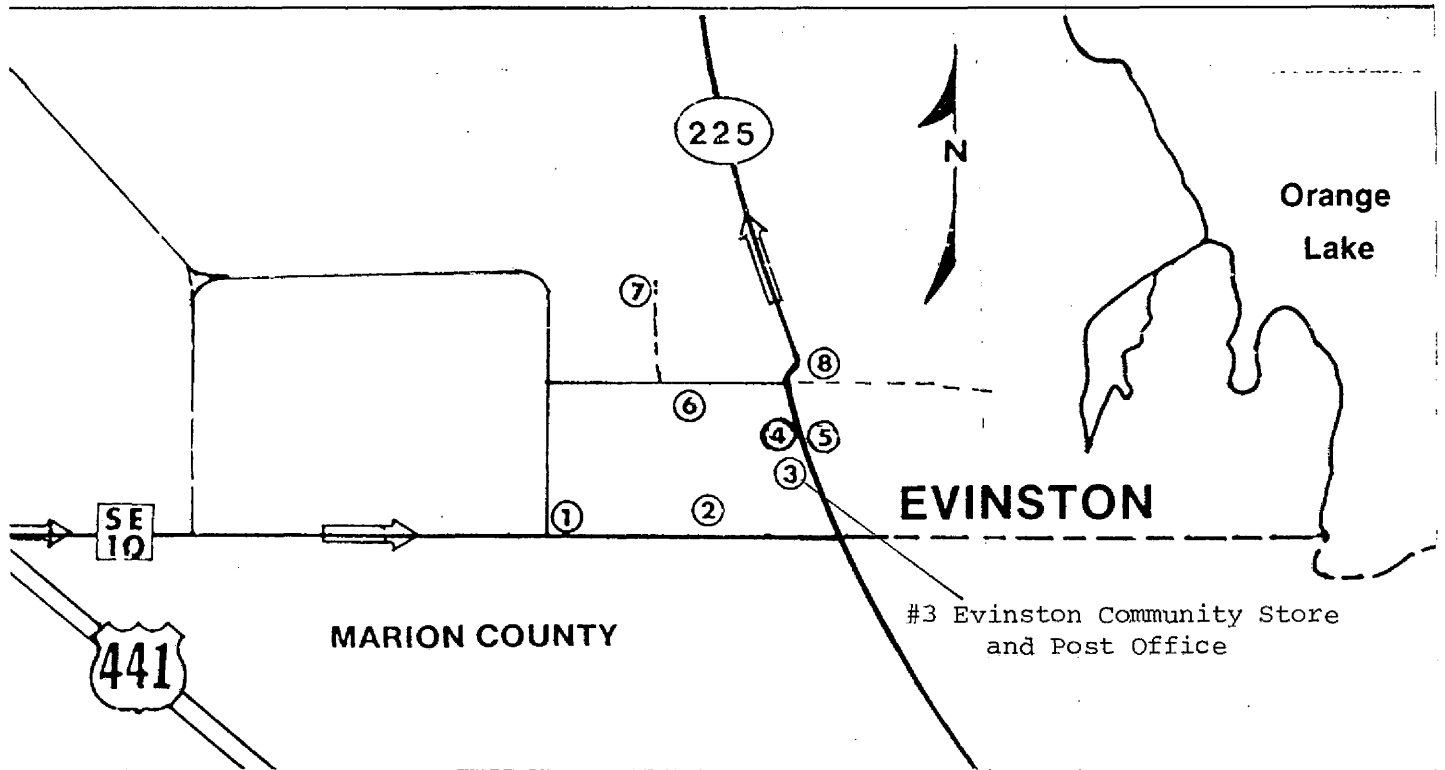 225
N
Orange
Lake
7
8
6
4
5
3
1
2
EVINSTON
SE
10
#3 Evinston Community Store
and Post Office
MARION COUNTY
441